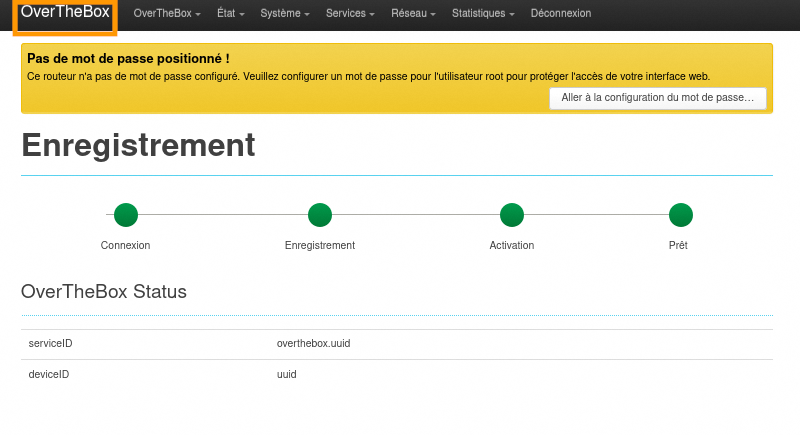 OverTheBox OverTheBox État Système Services Réseau Statistiques Déconnexion
Pas de mot de passe positionné !
Ce routeur n'a pas de mot de passe configuré. Veuillez configurer un mot de passe pour l'utilisateur root pour protéger l'accès de votre interface web.
Aller à la configuration du mot de passe…
Enregistrement
Connexion Enregistrement Activation Prêt
OverTheBox Status
serviceID overthebox.uuid
deviceID uuid